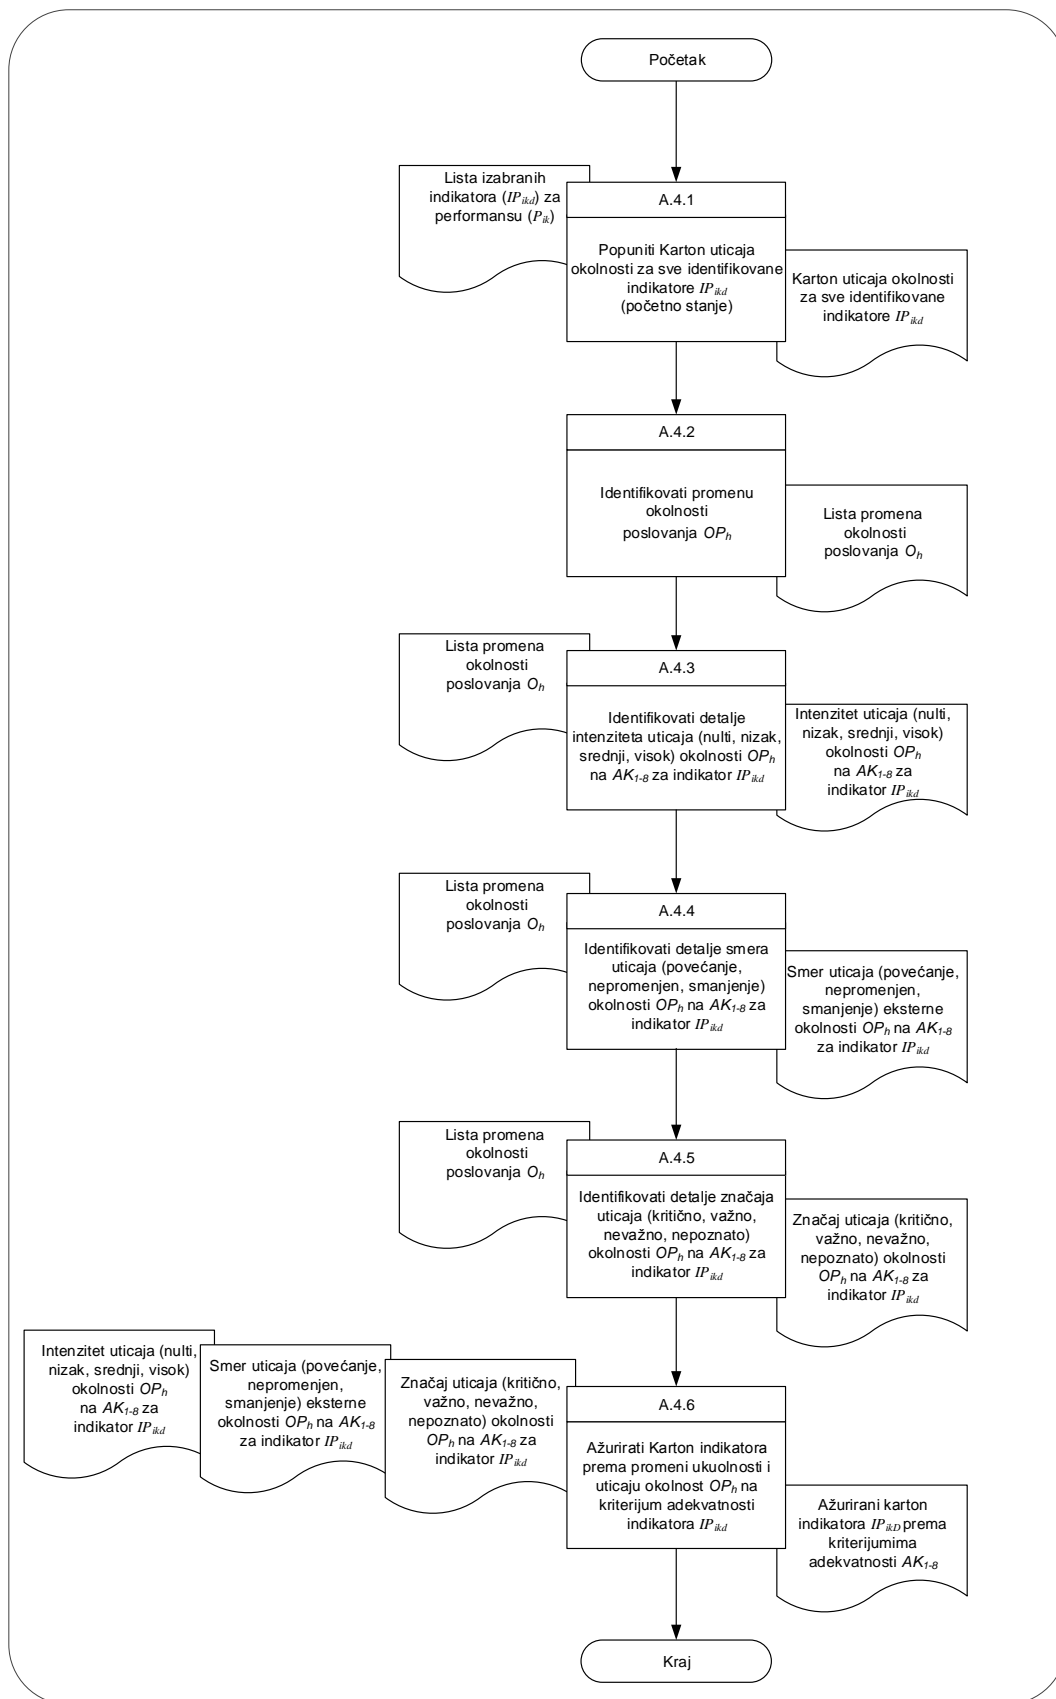 Početak
Lista izabranih
indikatora (IPikd) za
performansu (Pik)
A.4.1
Popuniti Karton uticaja
okolnosti za sve identifikovane
indikatore IPikd
(početno stanje)
Karton uticaja okolnosti
za sve identifikovane
indikatore IPikd
A.4.2
Identifikovati promenu
okolnosti
poslovanja OPh
Lista promena
okolnosti
poslovanja Oh
Lista promena
okolnosti
poslovanja Oh
A.4.3
Identifikovati detalje
intenziteta uticaja (nulti, nizak,
srednji, visok) okolnosti OPh
na AK1-8 za indikator IPikd
Intenzitet uticaja (nulti,
nizak, srednji, visok)
okolnosti OPh
na AK1-8 za
indikator IPikd
Lista promena
okolnosti
poslovanja Oh
A.4.4
Identifikovati detalje smera
uticaja (povećanje,
nepromenjen, smanjenje)
okolnosti OPh na AK1-8 za
indikator IPikd
Smer uticaja (povećanje,
nepromenjen,
smanjenje) eksterne
okolnosti OPh na AK1-8
za indikator IPikd
Lista promena
okolnosti
poslovanja Oh
A.4.5
Identifikovati detalje značaja
uticaja (kritično, važno,
nevažno, nepoznato)
okolnosti OPh na AK1-8 za
indikator IPikd
Značaj uticaja (kritično,
važno, nevažno,
nepoznato) okolnosti
OPh na AK1-8 za
indikator IPikd
Intenzitet uticaja (nulti,
nizak, srednji, visok)
okolnosti OPh
na AK1-8 za
indikator IPikd
Smer uticaja (povećanje,
nepromenjen,
smanjenje) eksterne
okolnosti OPh na AK1-8
za indikator IPikd
Značaj uticaja (kritično,
važno, nevažno,
nepoznato) okolnosti
OPh na AK1-8 za
indikator IPikd
A.4.6
Ažurirati Karton indikatora
prema promeni ukuolnosti i
uticaju okolnost OPh na
kriterijum adekvatnosti
indikatora IPikd
Ažurirani karton
indikatora IPikD prema
kriterijumima
adekvatnosti AK1-8
Kraj